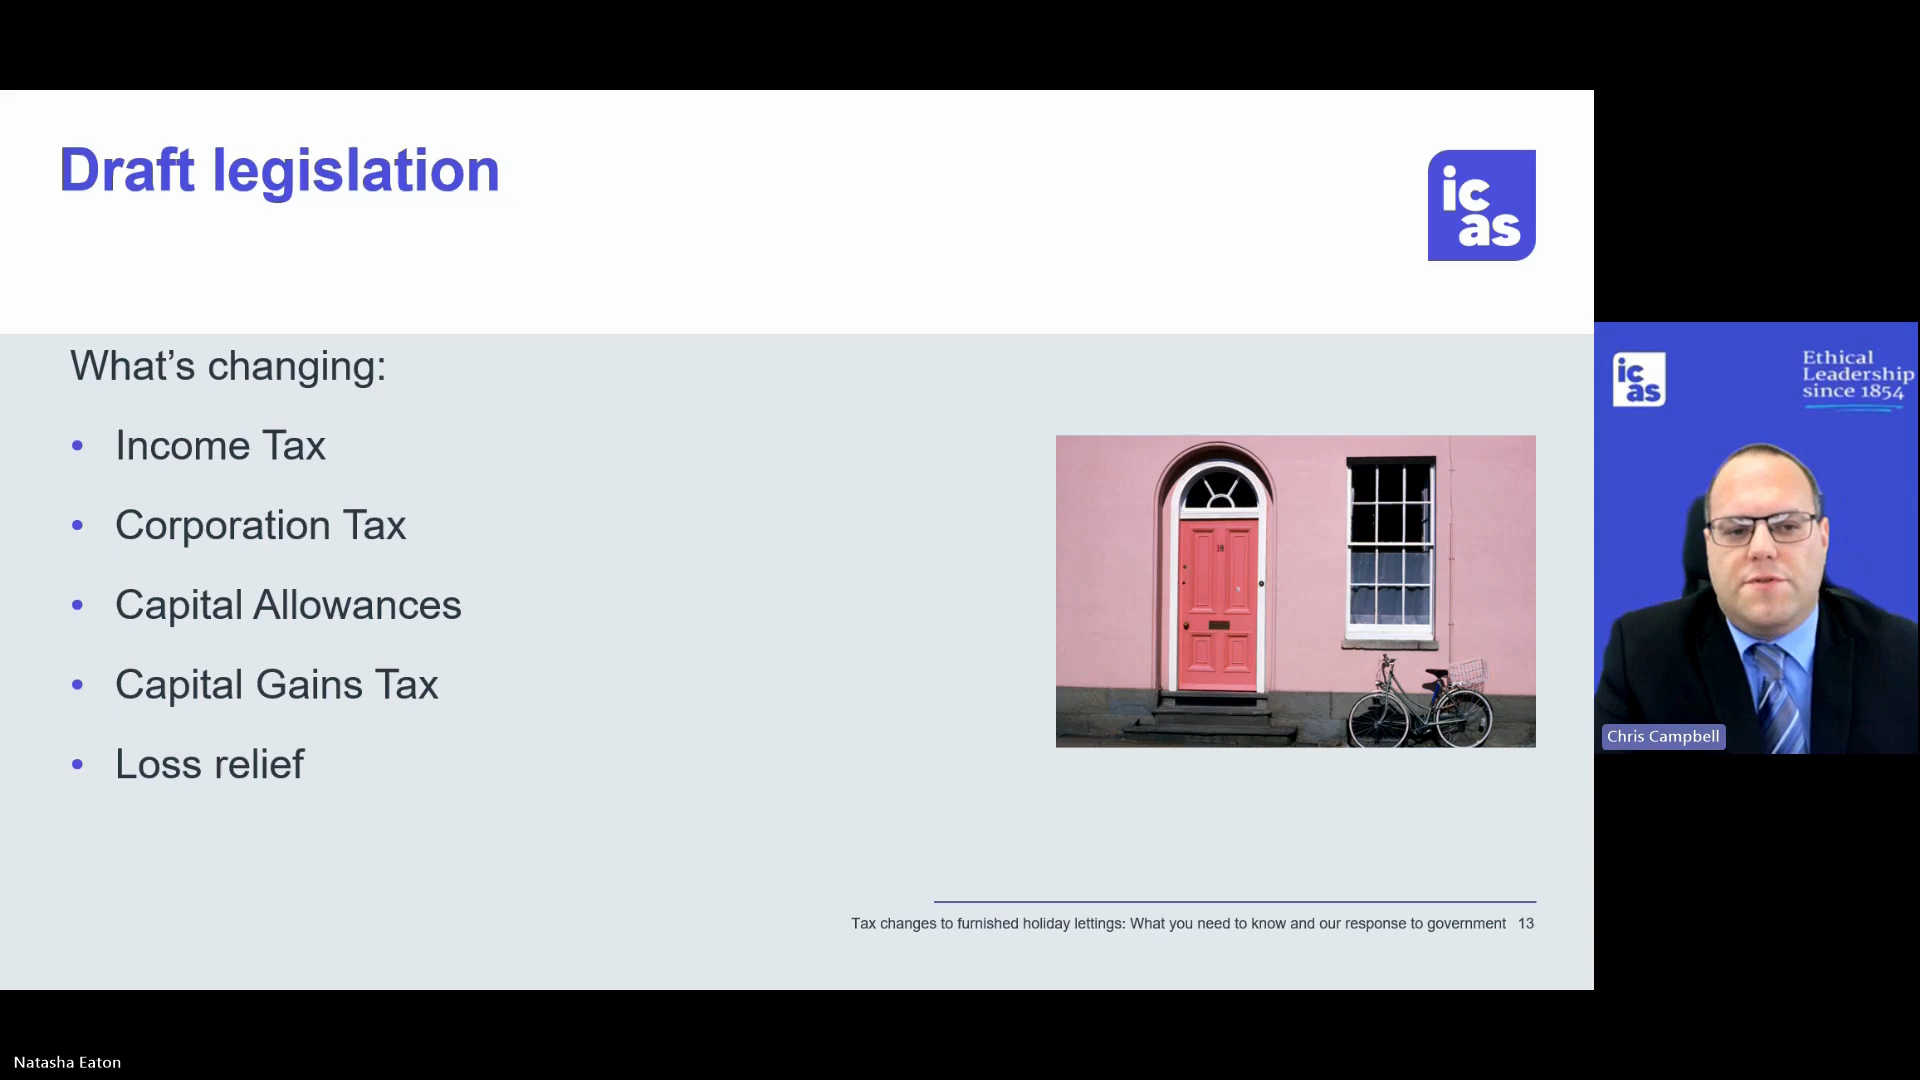 Draft legislation
ic
as
What’s changing:
• Income Tax
• Corporation Tax
• Capital Allowances
• Capital Gains Tax
• Loss relief
18
Tax changes to furnished holiday lettings: What you need to know and our response to government 13
ic
as
Ethical
Leadership
since 1854
Chris Campbell
Natasha Eaton